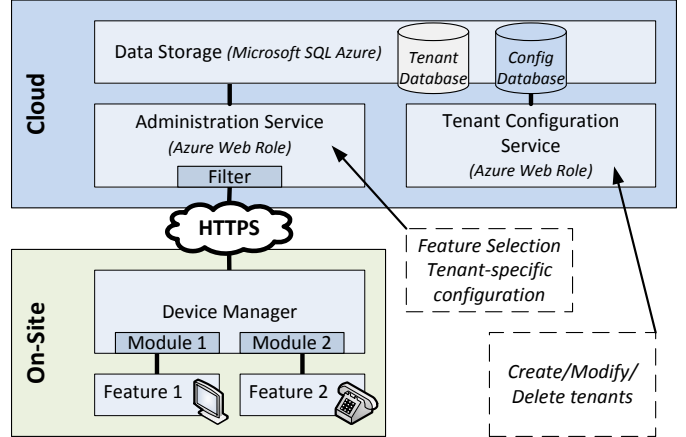 Cloud
Data Storage (Microsoft SQL Azure)
Tenant
Database
Config
Database
Administration Service
(Azure Web Role)
Filter
Tenant Configuration
Service
(Azure Web Role)
HTTPS
Feature Selection
Tenant-specific
configuration
On-Site
Device Manager
Module 1
Module 2
Feature 1
Feature 2
Create/Modify/
Delete tenants